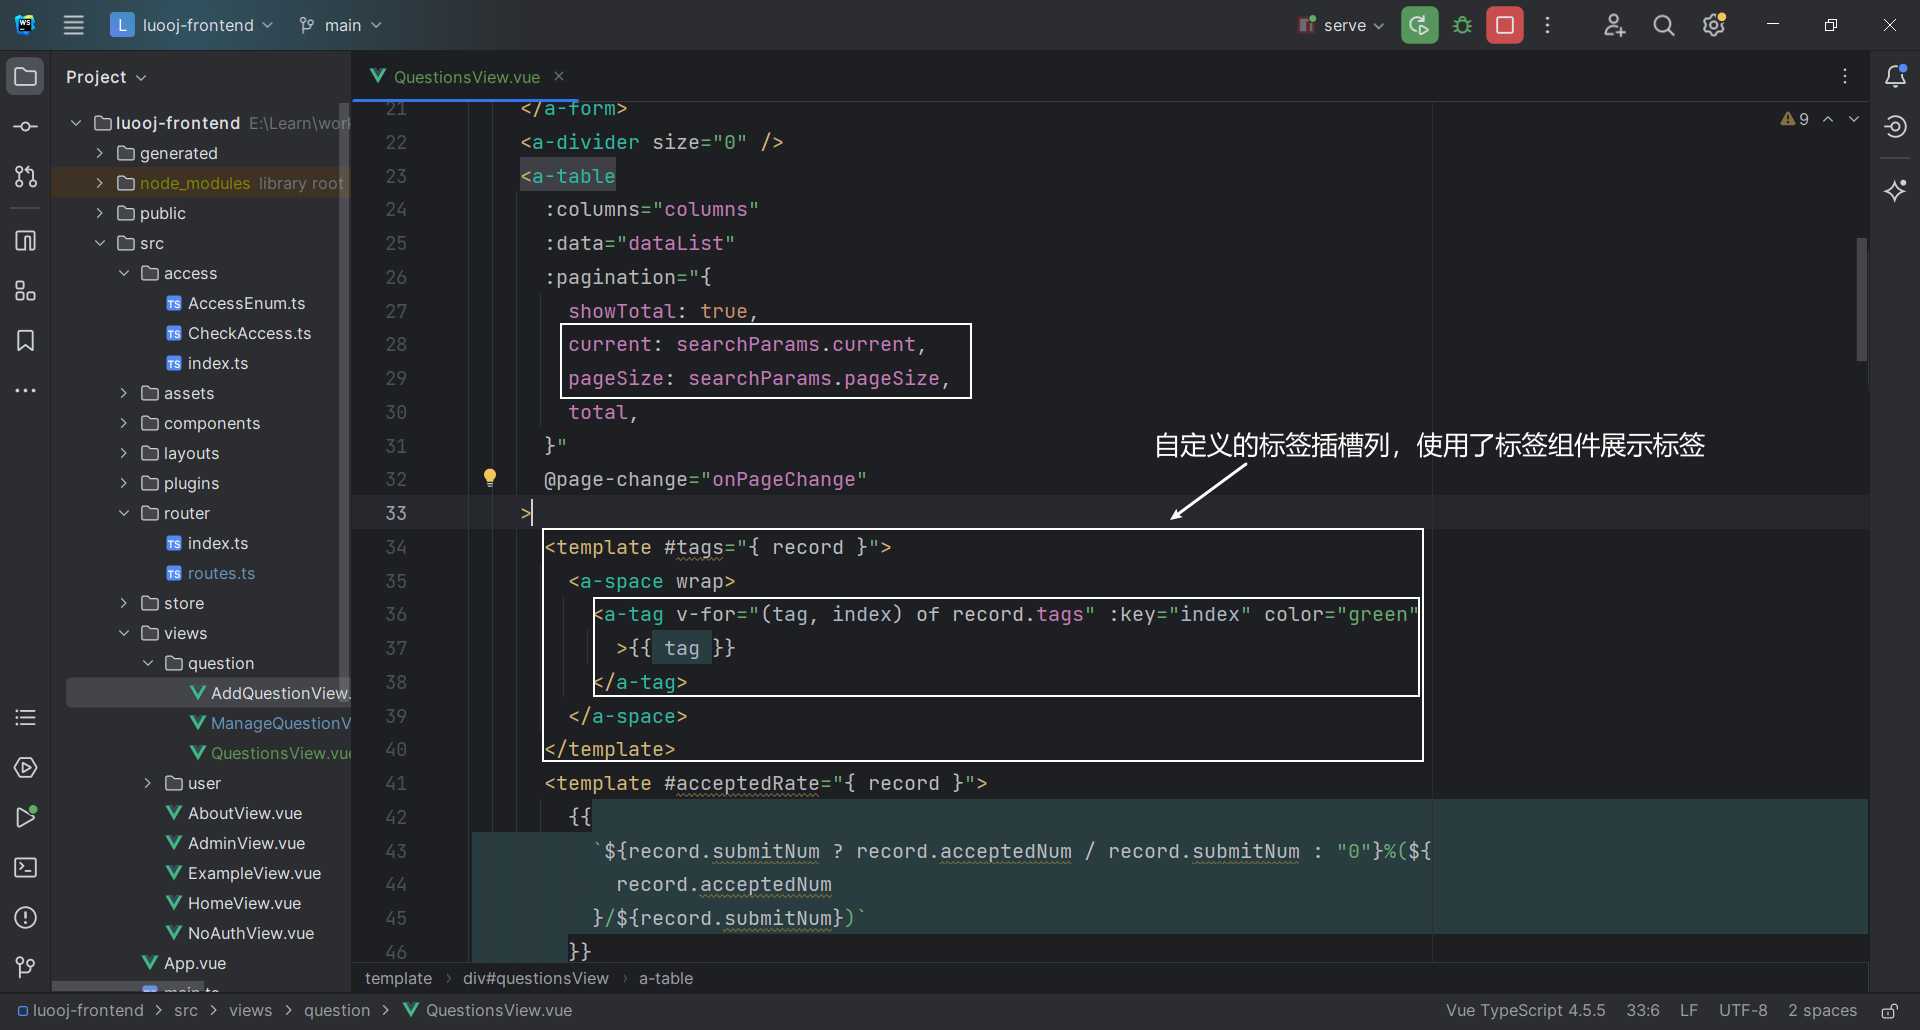 L luooj-frontend main serve
Project
QuestionsView.vue
luooj-frontend E:\Learn\work
generated
node_modules library root
public
src
access
TS AccessEnum.ts
TS CheckAccess.ts
TS index.ts
assets
components
layouts
plugins
router
TS index.ts
TS routes.ts
store
views
question
AddQuestionView.
ManageQuestionV
QuestionsView.vue
user
AboutView.vue
AdminView.vue
ExampleView.vue
HomeView.vue
NoAuthView.vue
App.vue
main.ts
9
21 </a-form>
22 <a-divider size="0" />
23 <a-table
24 :columns="columns"
25 :data="dataList"
26 :pagination="{
27 showTotal: true,
28 current: searchParams.current,
29 pageSize: searchParams.pageSize,
30 total,
31 }"
自定义的标签插槽列，使用了标签组件展示标签
32 @page-change="onPageChange"
33 >
34 <template #tags="{ record }">
35 <a-space wrap>
36 <a-tag v-for="(tag, index) of record.tags" :key="index" color="green"
37 >{{ tag }}
38 </a-tag>
39 </a-space>
40 </template>
41 <template #acceptedRate="{ record }">
42 {{
43 `${record.submitNum ? record.acceptedNum / record.submitNum : "0"}%(${
44 record.acceptedNum
45 }/${record.submitNum})`
46 }}
template › div#questionsView › a-table
luooj-frontend > src > views > question > QuestionsView.vue
Vue TypeScript 4.5.5 33:6 LF UTF-8 2 spaces